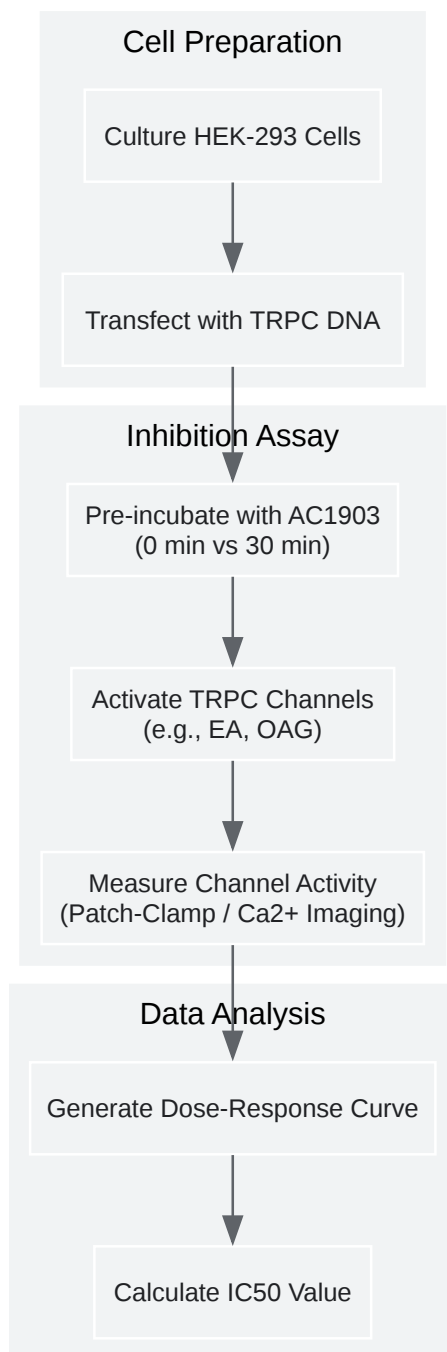 Cell Preparation
Culture HEK-293 Cells
Transfect with TRPC DNA
Inhibition Assay
Pre-incubate with AC1903
(0 min vs 30 min)
Activate TRPC Channels
(e.g., EA, OAG)
Measure Channel Activity
(Patch-Clamp / Ca2+ Imaging)
Data Analysis
Generate Dose-Response Curve
Calculate IC50 Value